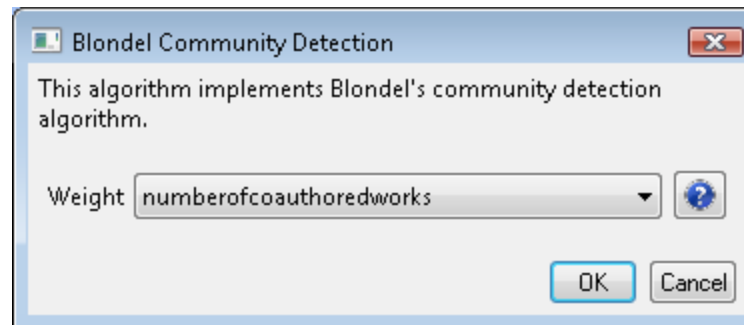 Blondel Community Detection
This algorithm implements Blondel's community detection
algorithm.
Weight numberofcoauthoredworks
OK Cancel